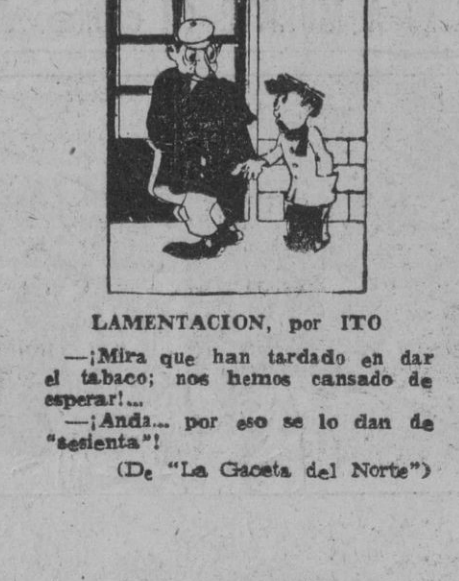 LAMENTACION, por ITO
—¡Mira que han tardado en dar
el tabaco; nos hemos cansado de
esperar!...
—¡Anda... por eso se lo dan de
"sesienta"!
(De "La Gaceta del Norte")